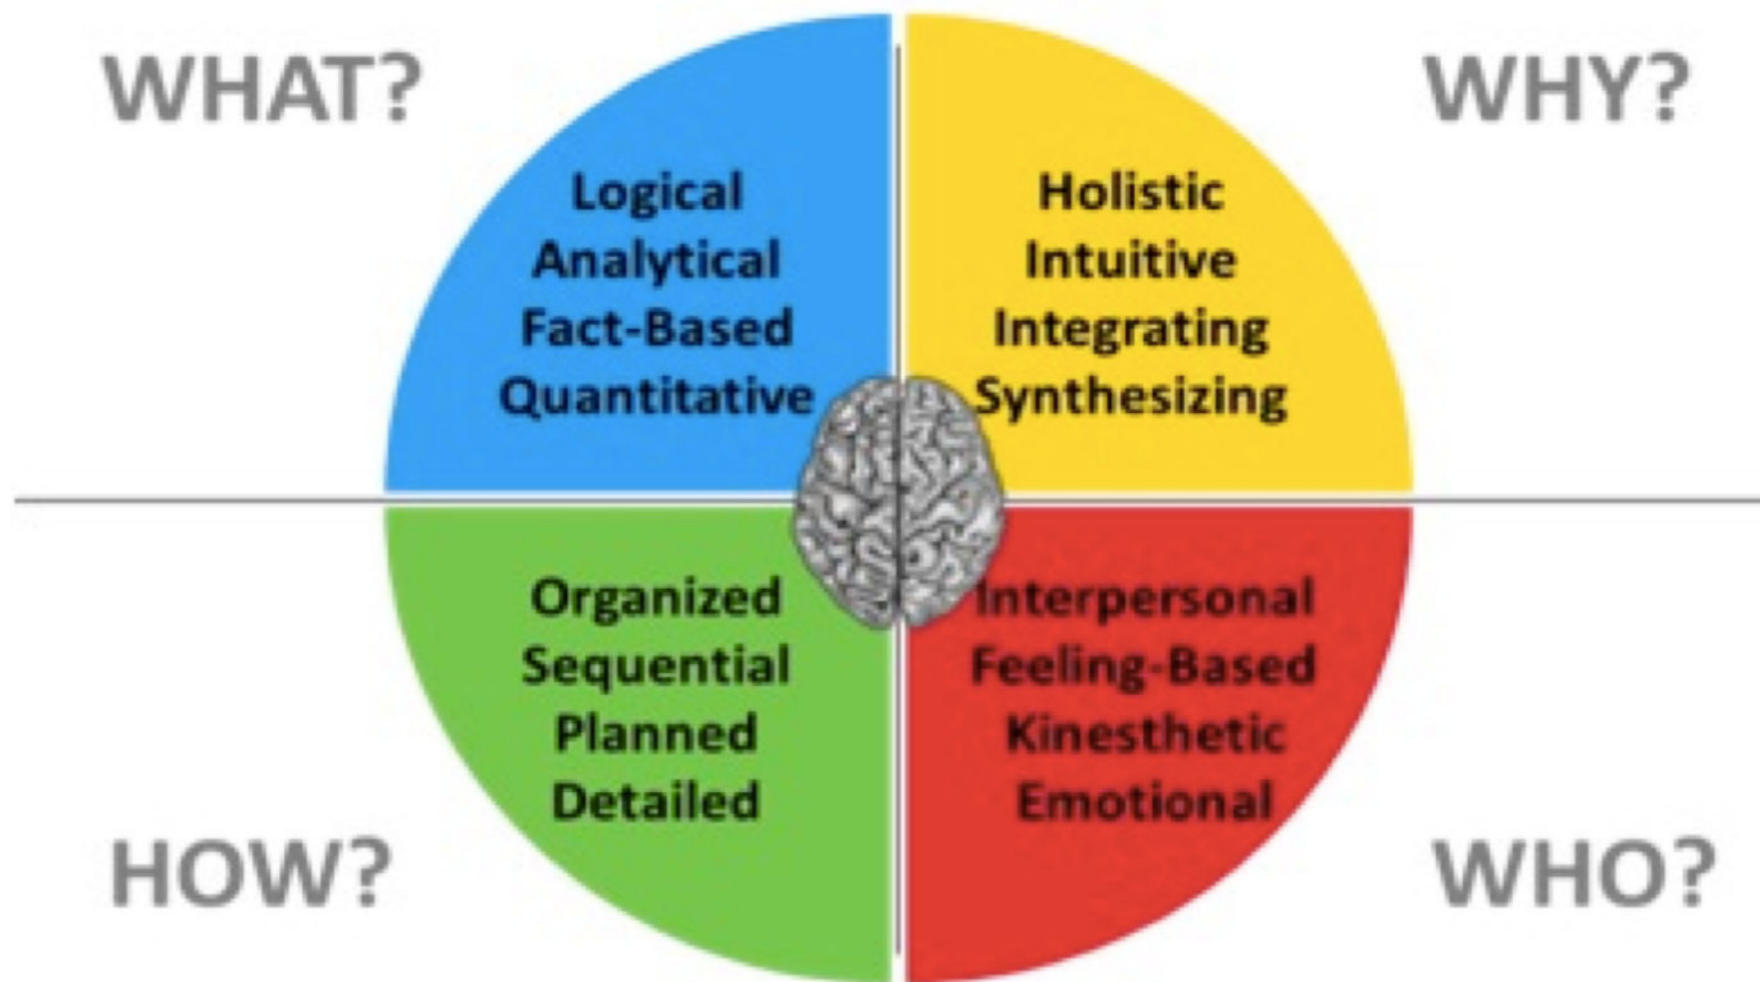 WHAT?
WHY?
Logical
Analytical
Fact-Based
Quantitative
Holistic
Intuitive
Integrating
Synthesizing
Organized
Sequential
Planned
Detailed
Interpersonal
Feeling-Based
Kinesthetic
Emotional
HOW?
WHO?